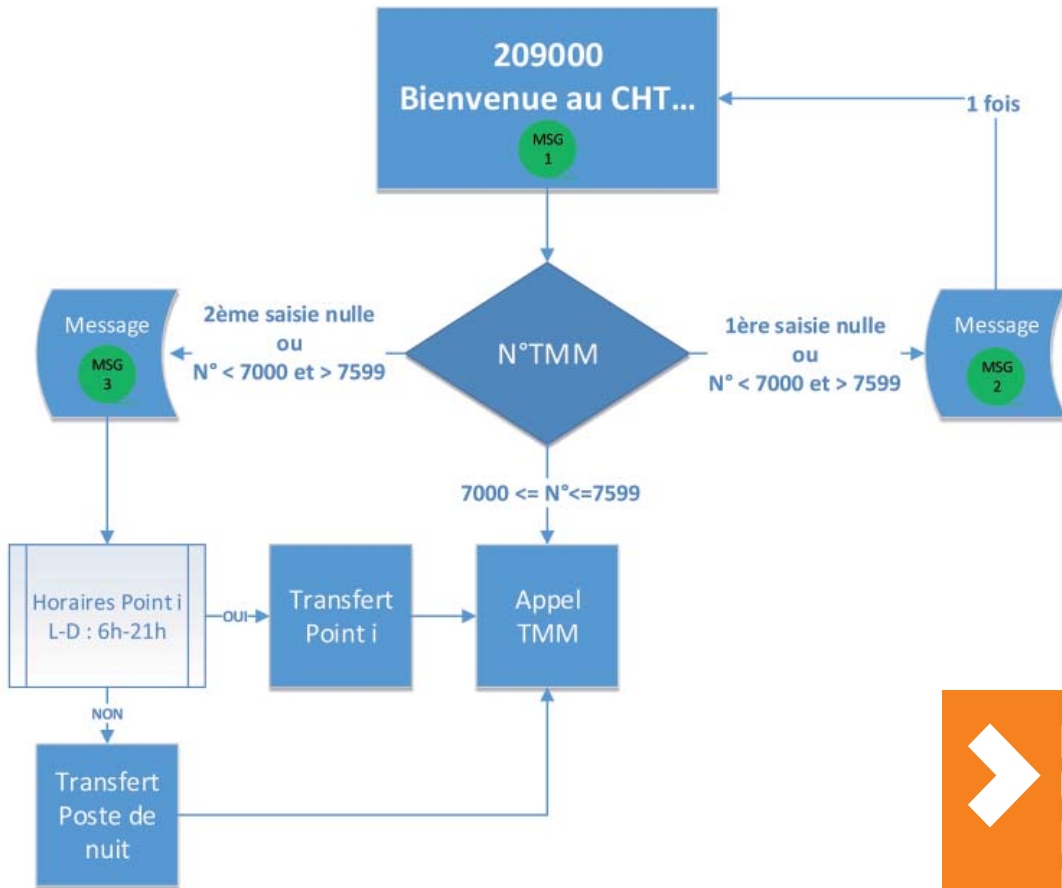 209000
Bienvenue au CHT...
MSG
1
1 fois
Message
MSG
3
2ème saisie nulle
ou
N° < 7000 et > 7599
N°TMM
1ère saisie nulle
ou
N° < 7000 et > 7599
Message
MSG
2
7000 <= N°<=7599
Horaires Point i
L-D : 6h-21h
OUI
Transfert
Point i
Appel
TMM
NON
Transfert
Poste de
nuit